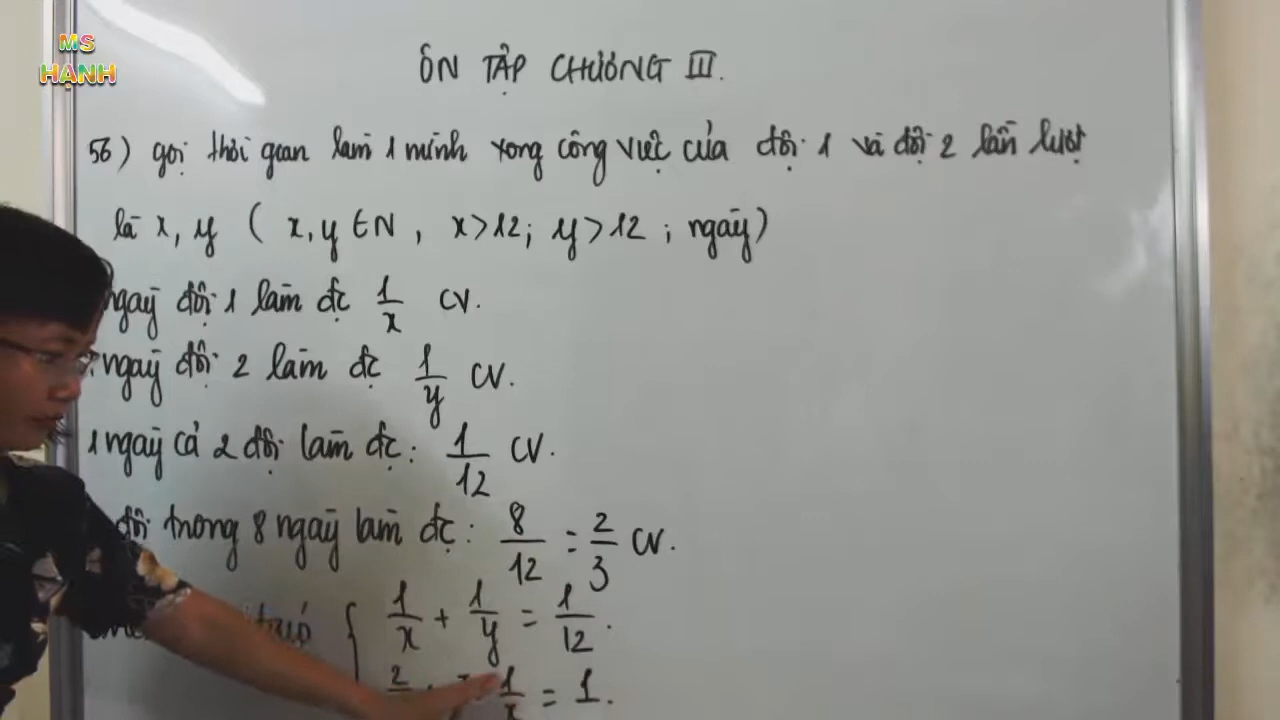 MS
HẠNH
ÔN TẬP CHƯƠNG III.
56) gọi thời gian làm 1 mình xong công việc của đội 1 và đội 2 lần lượt
là x, y ( x, y ∈ N , x > 12; y > 12 ; ngày)
ngày đội 1 làm đc 1/x CV.
ngày đội 2 làm đc 1/y CV.
1 ngày cả 2 đội làm đc: 1/12 CV.
đội trong 8 ngày làm đc: 8/12 = 2/3 CV.
{ 1/x + 1/y = 1/12.
2 1/x = 1.